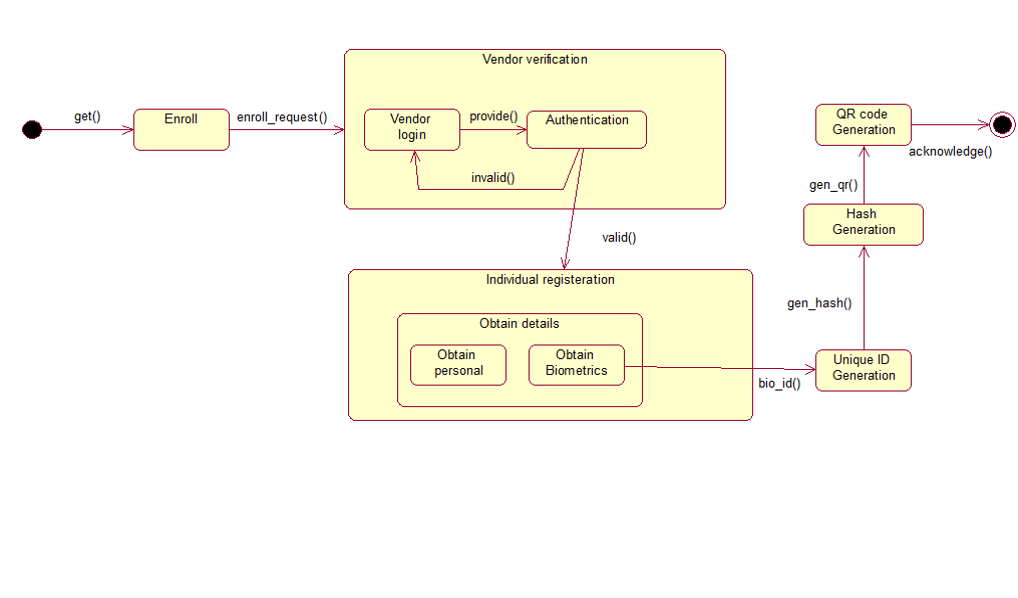 Vendor verification
get()
Enroll
enroll_request()
Vendor
login
provide()
Authentication
invalid()
valid()
Individual registeration
Obtain details
Obtain
personal
Obtain
Biometrics
bio_id()
Unique ID
Generation
gen_hash()
Hash
Generation
gen_qr()
QR code
Generation
acknowledge()